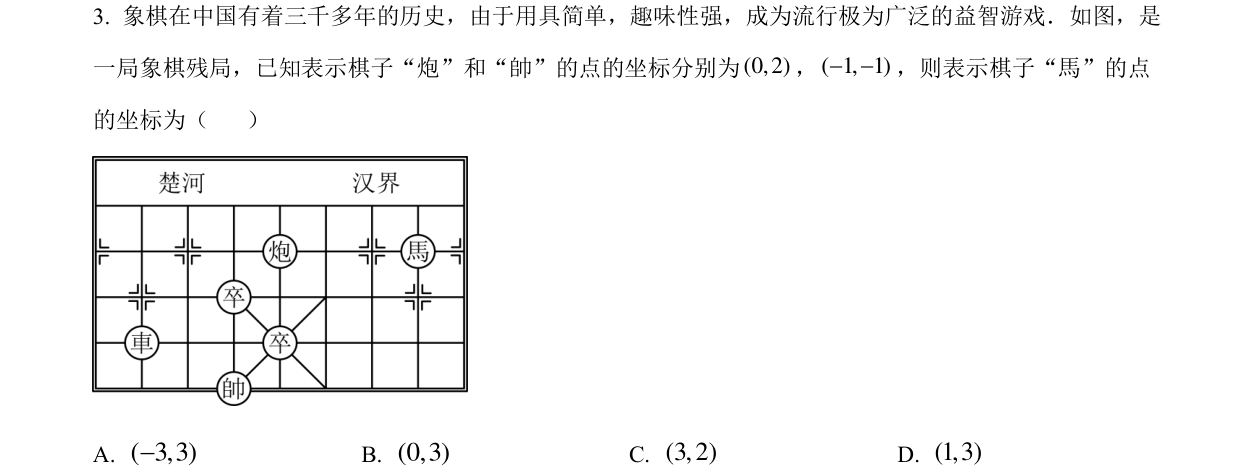 3. 象棋在中国有着三千多年的历史，由于用具简单，趣味性强，成为流行极为广泛的益智游戏．如图，是
一局象棋残局，已知表示棋子“炮”和“帥”的点的坐标分别为(0,2)，(−1,−1)，则表示棋子“馬”的点
的坐标为（　　）
楚河　汉界
炮　馬
卒
車　卒
帥
A. (−3,3)　B. (0,3)　C. (3,2)　D. (1,3)